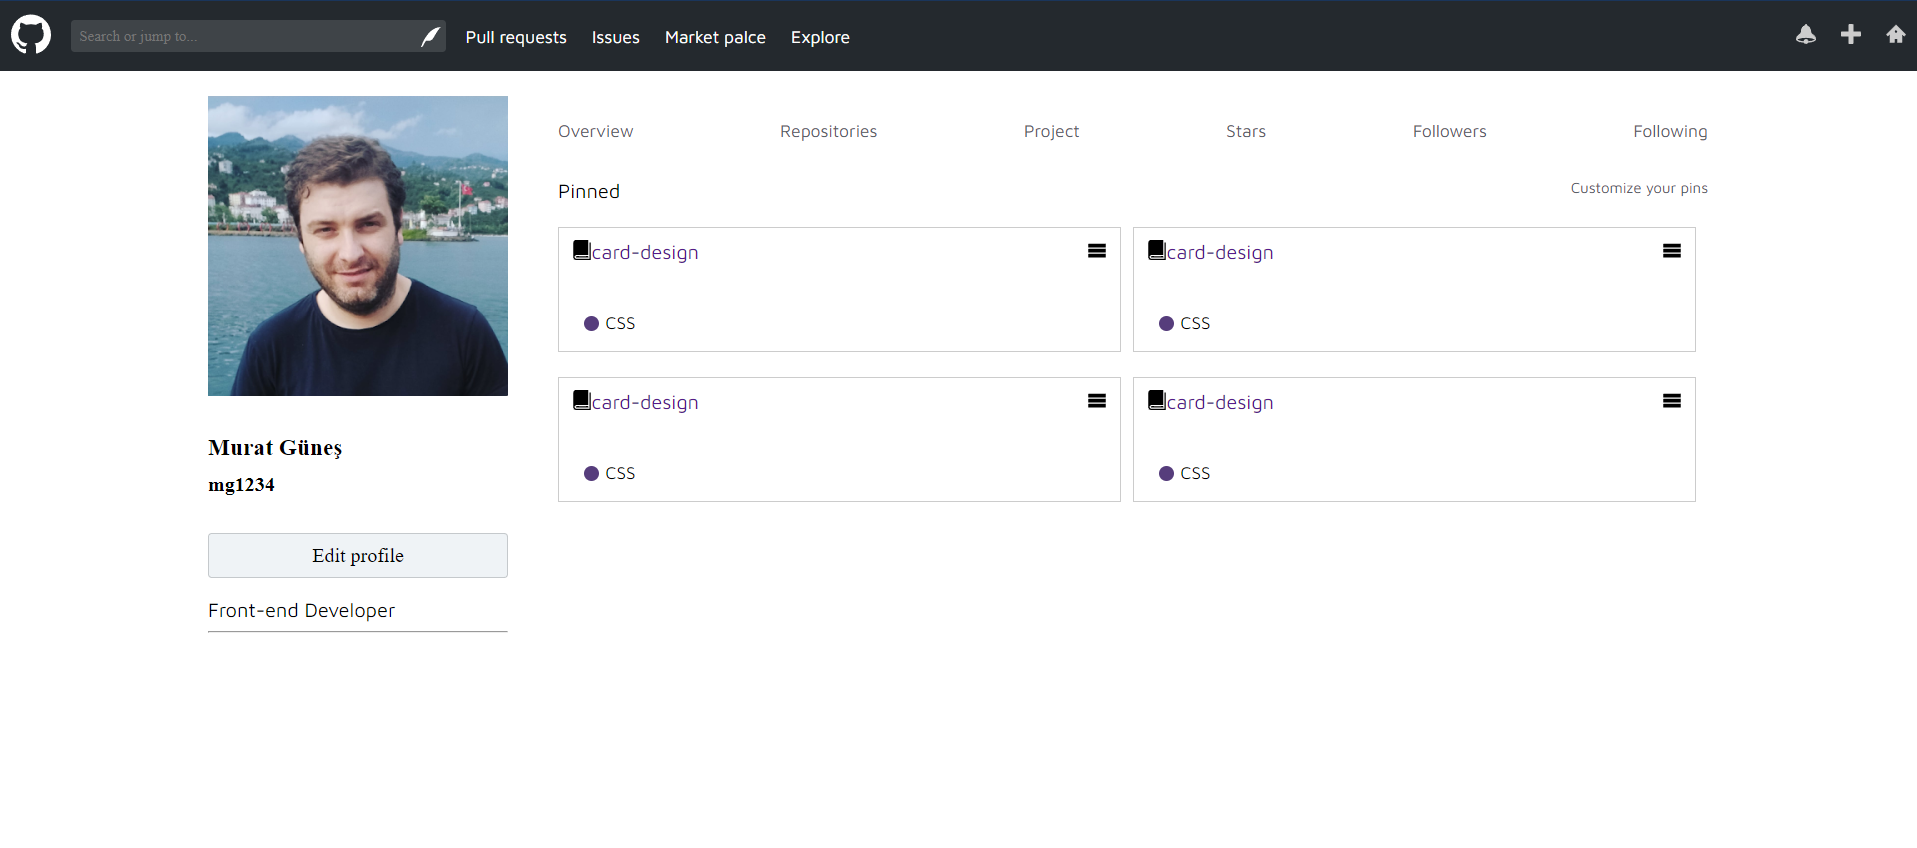 Search or jump to... Pull requests Issues Market palce Explore
Overview Repositories Project Stars Followers Following
Pinned Customize your pins
card-design card-design
CSS CSS
card-design card-design
CSS CSS
Murat Güneş
mg1234
Edit profile
Front-end Developer